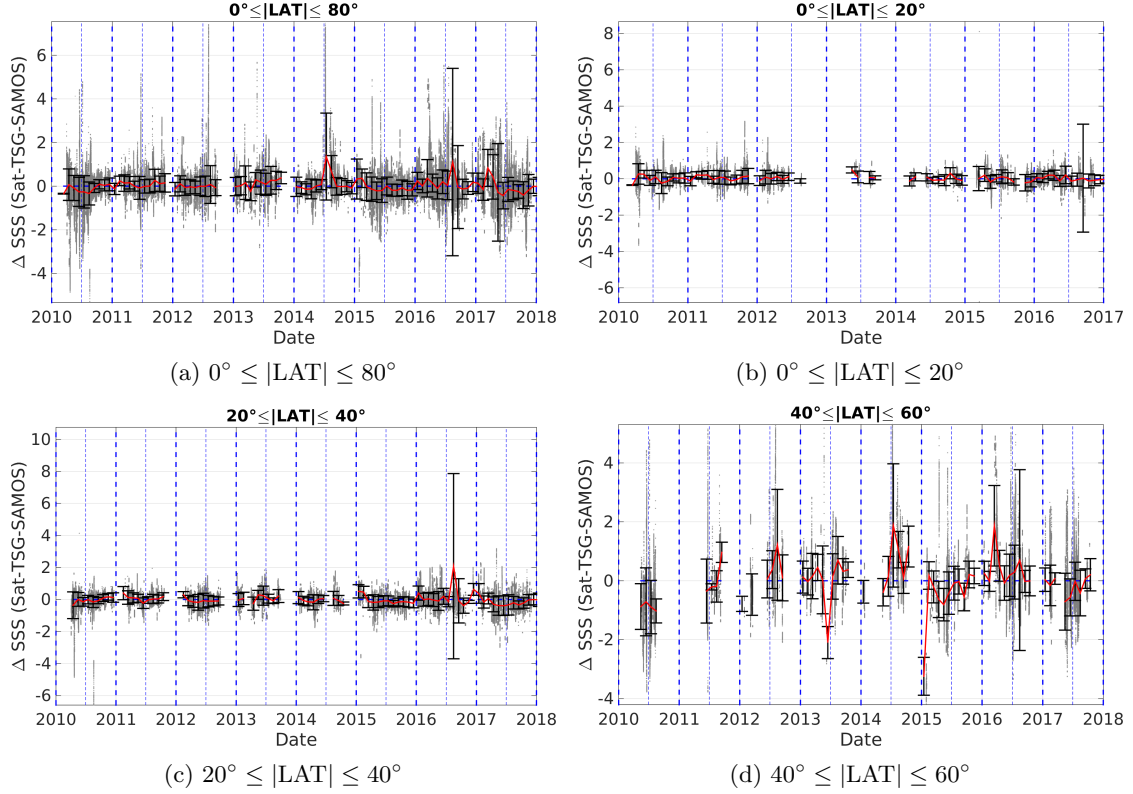 0°≤|LAT|≤ 80°
Δ SSS (Sat-TSG-SAMOS)
6
4
2
0
-2
-4
2010 2011 2012 2013 2014 2015 2016 2017 2018
Date
(a) 0° ≤ |LAT| ≤ 80°
0°≤|LAT|≤ 20°
Δ SSS (Sat-TSG-SAMOS)
8
6
4
2
0
-2
-4
-6
2010 2011 2012 2013 2014 2015 2016 2017
Date
(b) 0° ≤ |LAT| ≤ 20°
20°≤|LAT|≤ 40°
Δ SSS (Sat-TSG-SAMOS)
10
8
6
4
2
0
-2
-4
-6
2010 2011 2012 2013 2014 2015 2016 2017 2018
Date
(c) 20° ≤ |LAT| ≤ 40°
40°≤|LAT|≤ 60°
Δ SSS (Sat-TSG-SAMOS)
4
2
0
-2
-4
2010 2011 2012 2013 2014 2015 2016 2017 2018
Date
(d) 40° ≤ |LAT| ≤ 60°